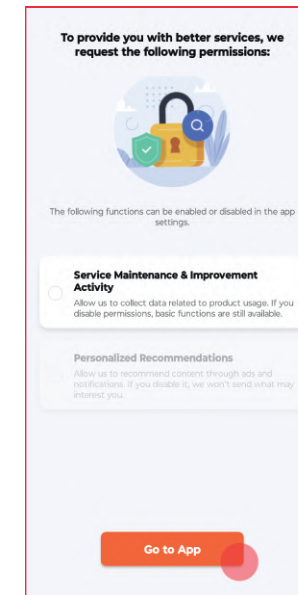 To provide you with better services, we
request the following permissions:
The following functions can be enabled or disabled in the app
settings.
Service Maintenance & Improvement
Activity
Allow us to collect data related to product usage. If you
disable permissions, basic functions are still available.
Personalized Recommendations
Allow us to recommend content through ads and
notifications. If you disable it, we won't send what may
interest you.
Go to App